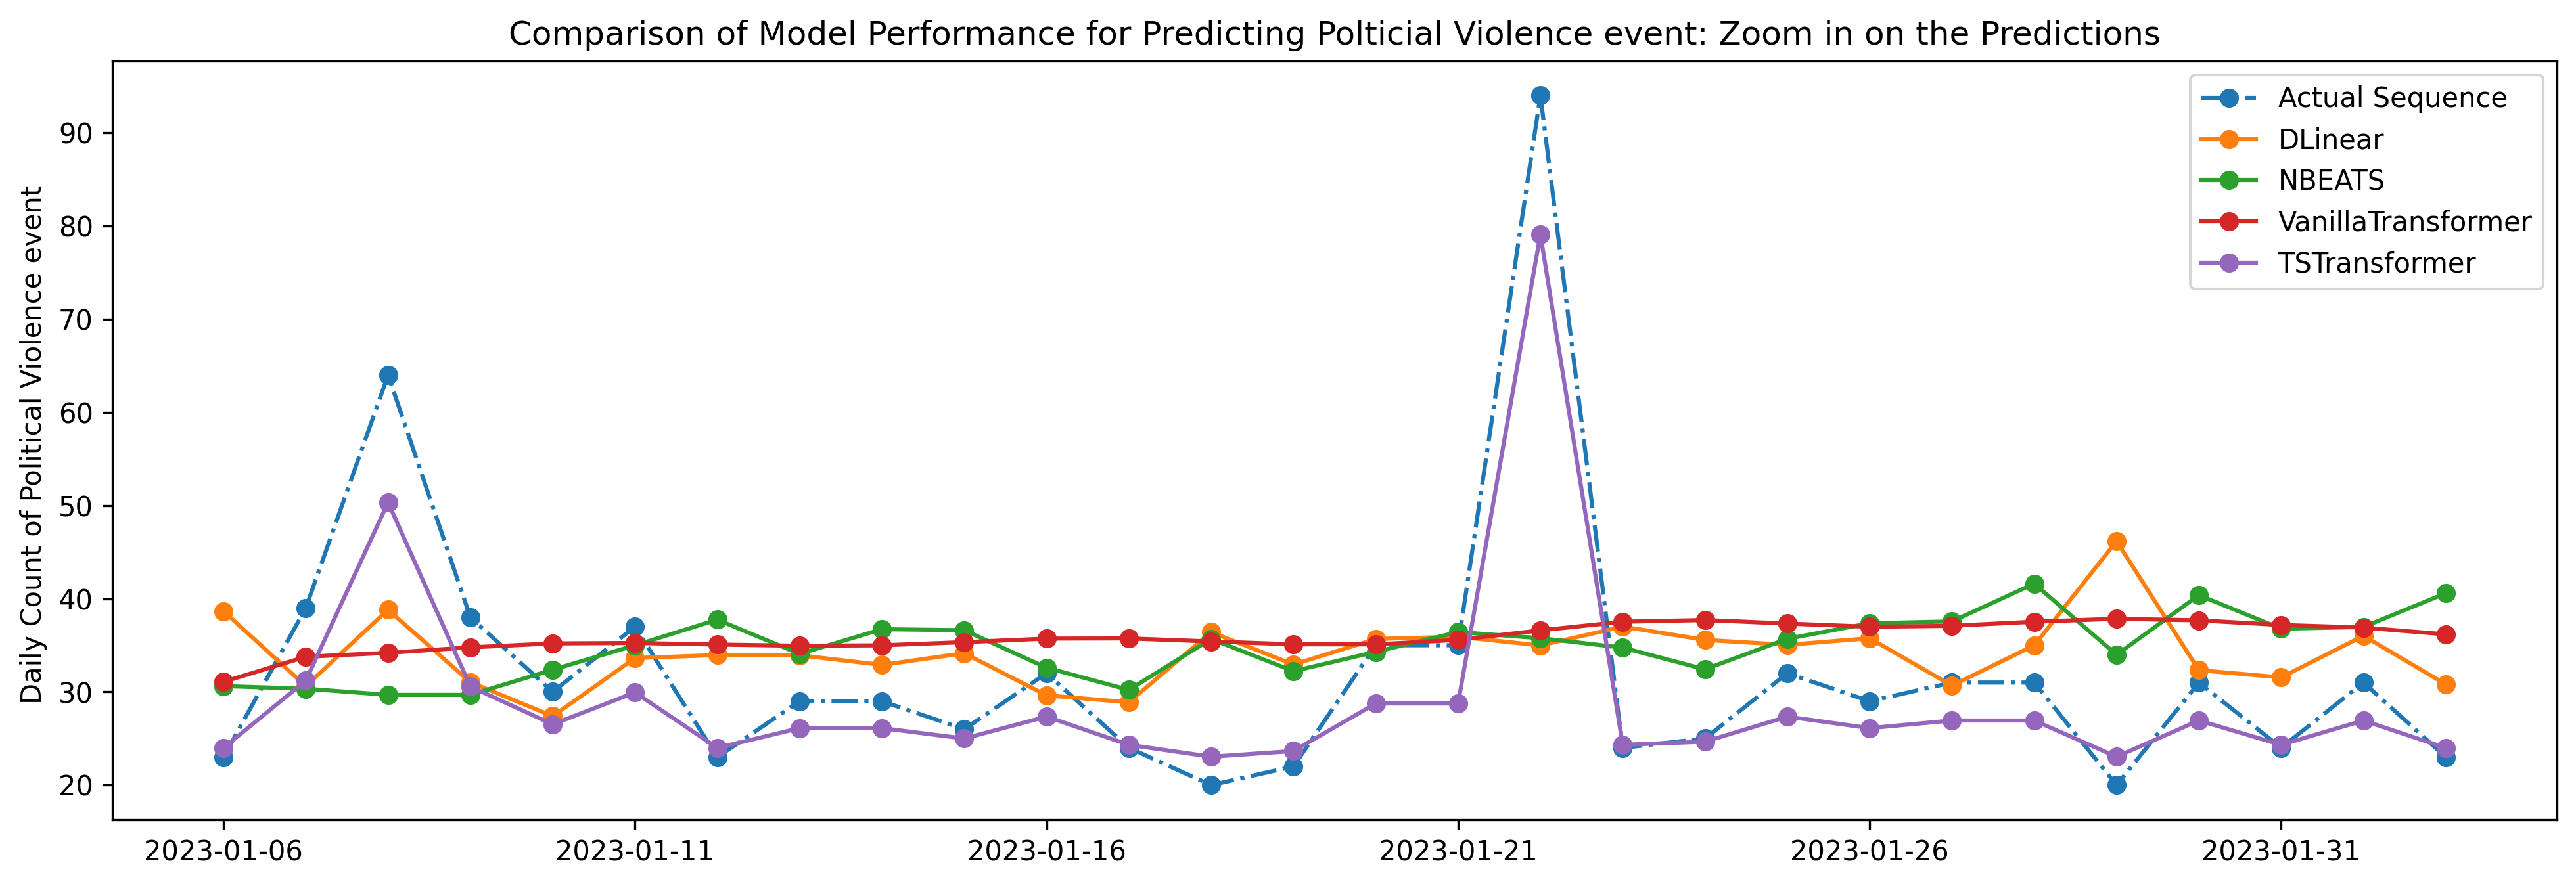 Comparison of Model Performance for Predicting Polticial Violence event: Zoom in on the Predictions
Daily Count of Political Violence event
90
80
70
60
50
40
30
20
Actual Sequence
DLinear
NBEATS
VanillaTransformer
TSTransformer
2023-01-06
2023-01-11
2023-01-16
2023-01-21
2023-01-26
2023-01-31